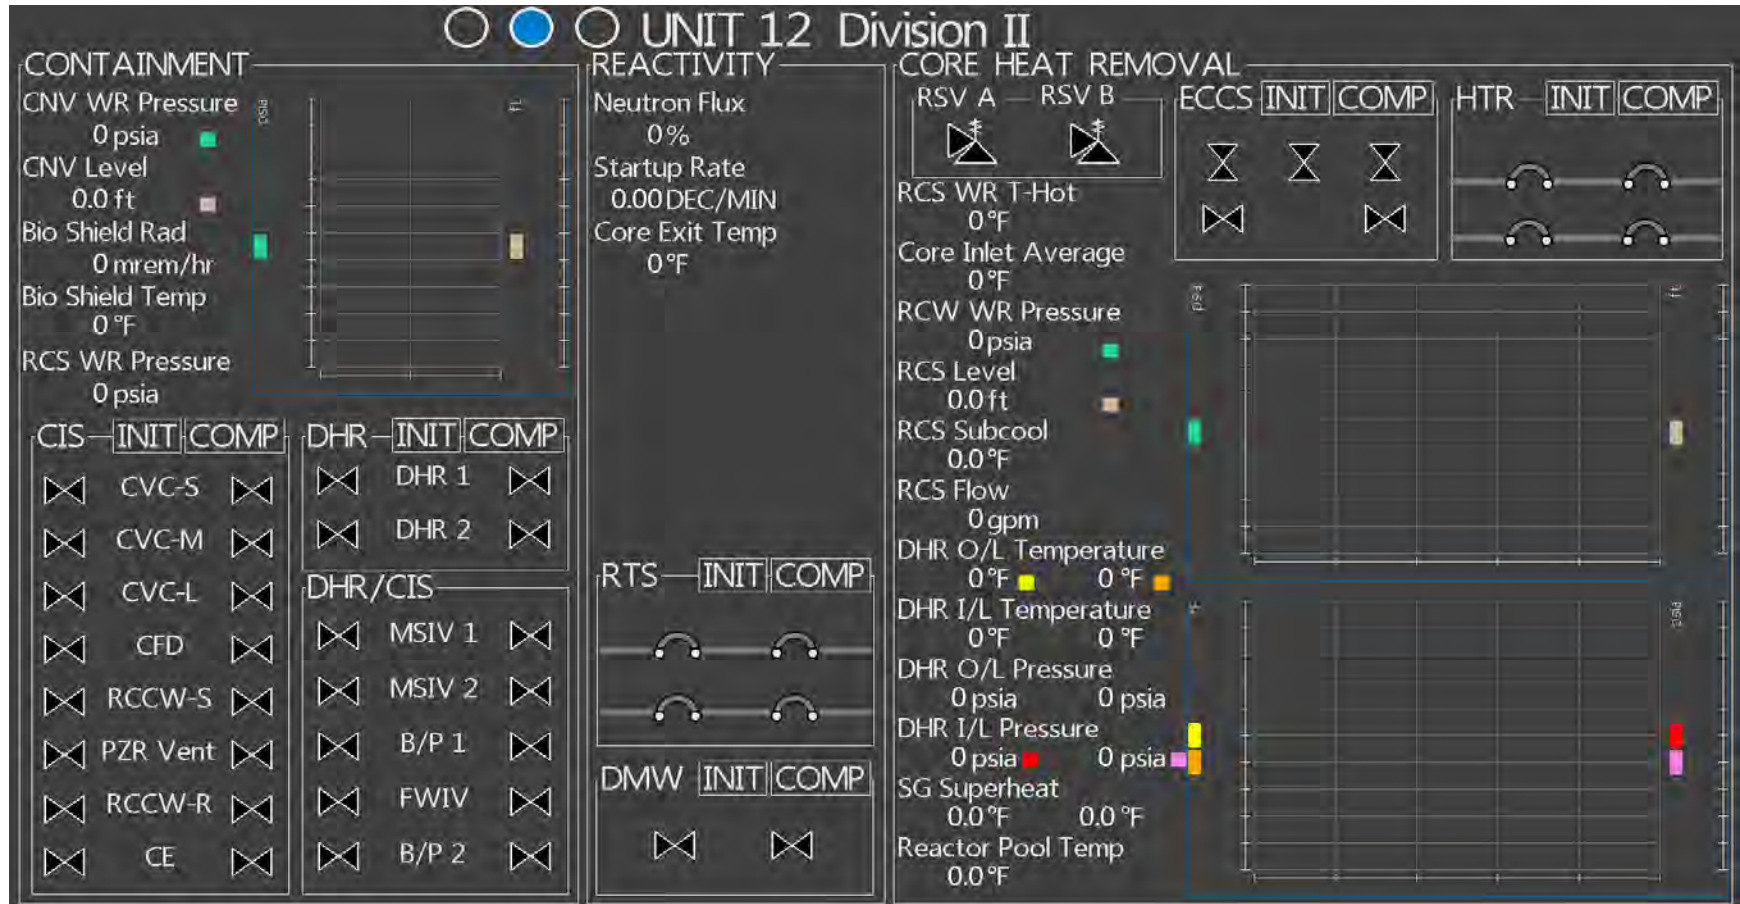 UNIT 12 Division II
CONTAINMENT
CNV WR Pressure
0 psia
CNV Level
0.0 ft
Bio Shield Rad
0 mrem/hr
Bio Shield Temp
0 °F
RCS WR Pressure
0 psia
psia
ft
CIS INIT COMP
CVC-S
CVC-M
CVC-L
CFD
RCCW-S
PZR Vent
RCCW-R
CE
DHR INIT COMP
DHR 1
DHR 2
DHR/CIS
MSIV 1
MSIV 2
B/P 1
FWIV
B/P 2
REACTIVITY
Neutron Flux
0 %
Startup Rate
0.00 DEC/MIN
Core Exit Temp
0 °F
RTS INIT COMP
DMW INIT COMP
CORE HEAT REMOVAL
RSV A RSV B
ECCS INIT COMP
HTR INIT COMP
RCS WR T-Hot
0 °F
Core Inlet Average
0 °F
RCW WR Pressure
0 psia
RCS Level
0.0 ft
RCS Subcool
0.0 °F
RCS Flow
0 gpm
DHR O/L Temperature
0 °F 0 °F
DHR I/L Temperature
0 °F 0 °F
DHR O/L Pressure
0 psia 0 psia
DHR I/L Pressure
0 psia 0 psia
SG Superheat
0.0 °F 0.0 °F
Reactor Pool Temp
0.0 °F
psia
ft
°F
psia